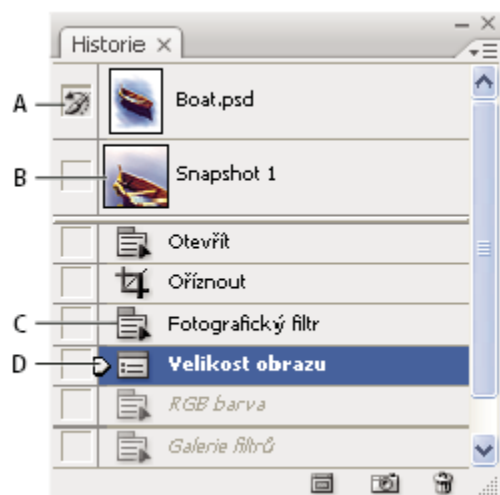 Historie
A
Boat.psd
B
Snapshot 1
Otevřít
Oříznout
C
Fotografický filtr
D
Velikost obrazu
RGB barva
Galerie filtrů